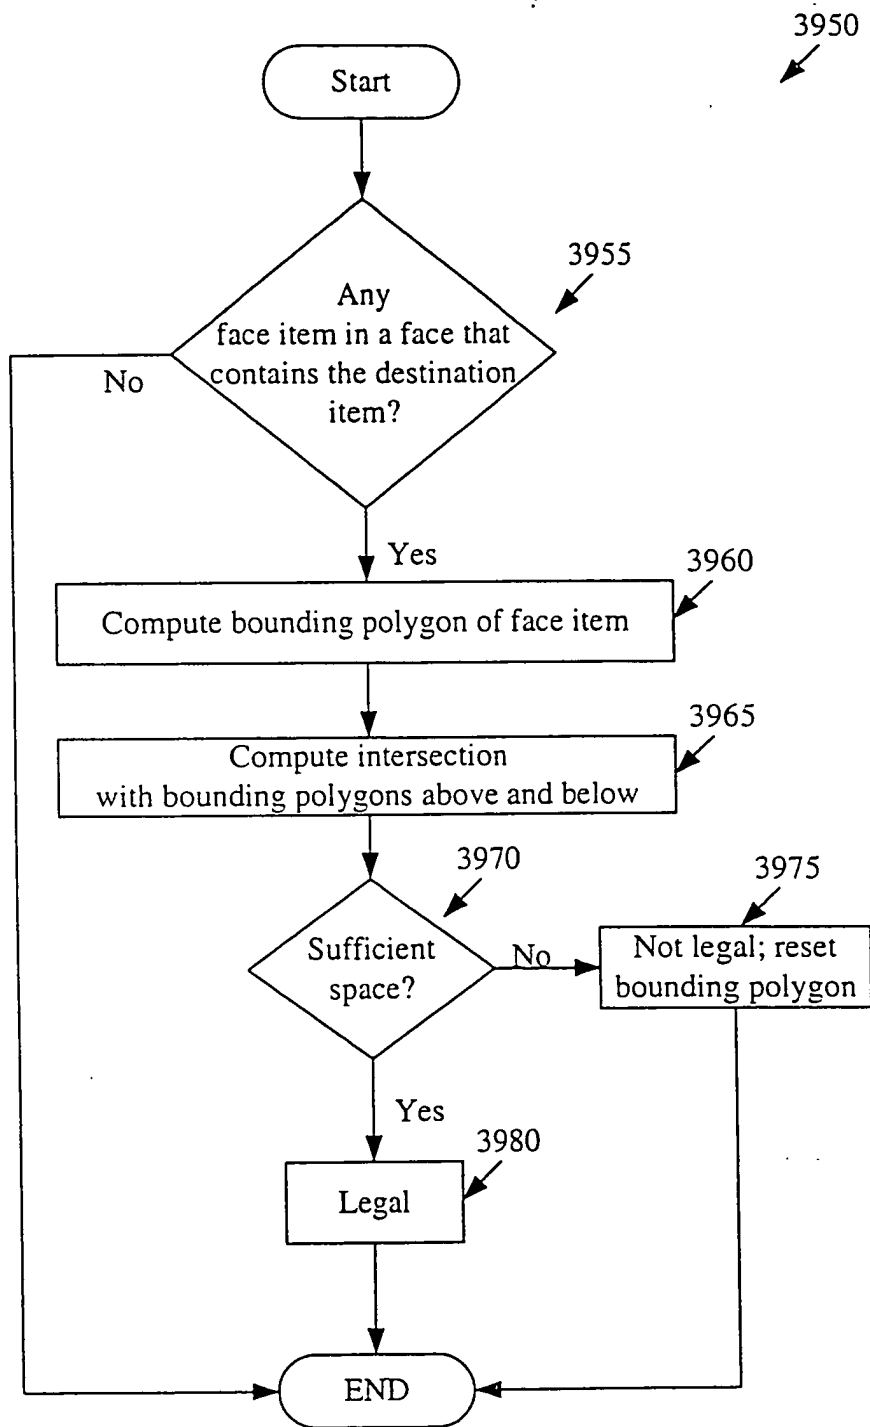 3950
Start
3955
Any
face item in a face that
contains the destination
item?
No
Yes
3960
Compute bounding polygon of face item
3965
Compute intersection
with bounding polygons above and below
3970
3975
Sufficient
space?
No
Not legal; reset
bounding polygon
Yes
3980
Legal
END